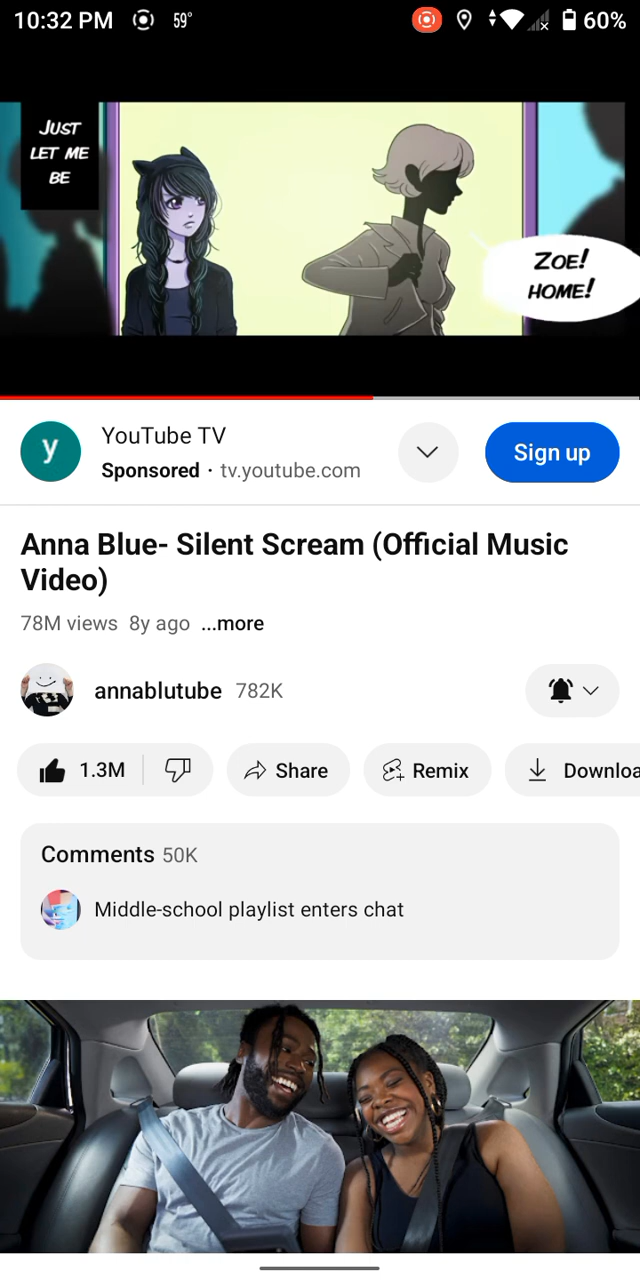 10:32 PM 59° 60%
JUST
LET ME
BE
ZOE!
HOME!
y
YouTube TV
Sponsored · tv.youtube.com
Sign up
Anna Blue- Silent Scream (Official Music
Video)
78M views 8y ago ...more
annablutube 782K
1.3M Share Remix Downloa
Comments 50K
Middle-school playlist enters chat